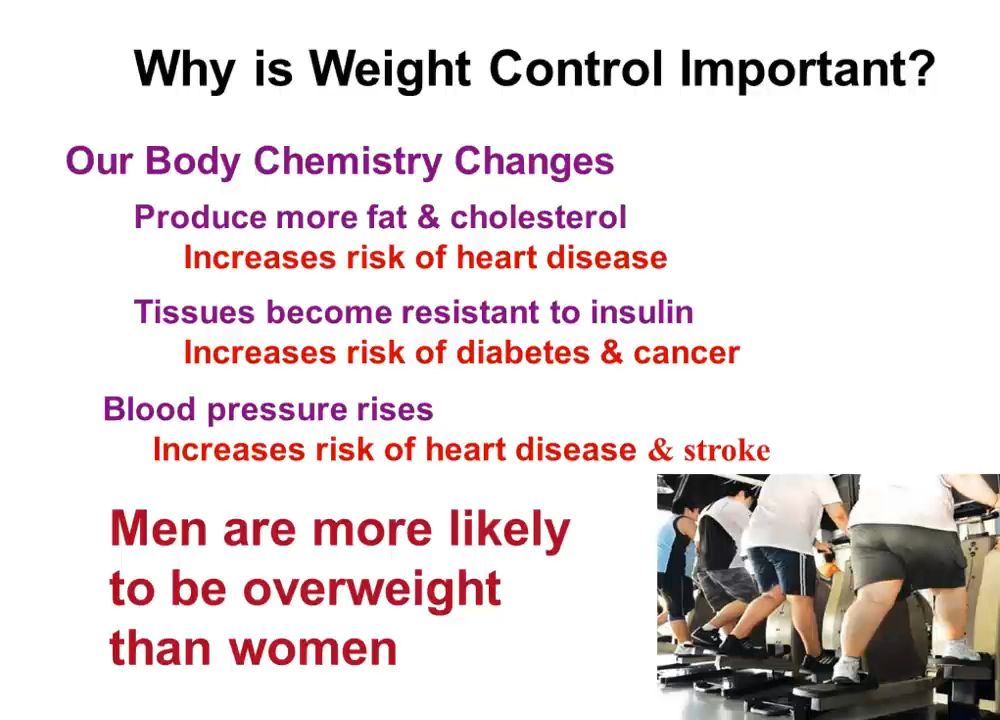 Why is Weight Control Important?
Our Body Chemistry Changes
Produce more fat & cholesterol
Increases risk of heart disease
Tissues become resistant to insulin
Increases risk of diabetes & cancer
Blood pressure rises
Increases risk of heart disease & stroke
Men are more likely
to be overweight
than women